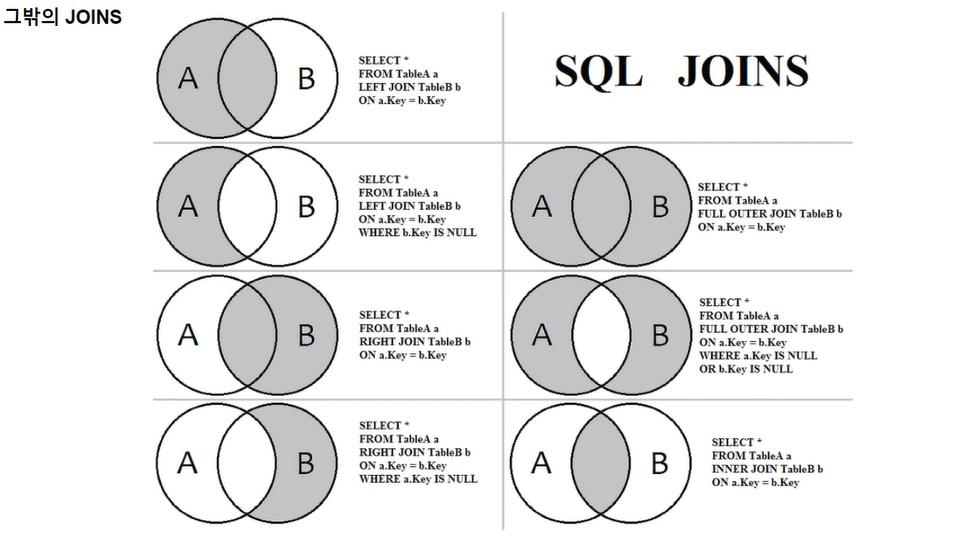 그밖의 JOINS
A
B
SELECT *
FROM TableA a
LEFT JOIN TableB b
ON a.Key = b.Key
SQL JOINS
A
B
SELECT *
FROM TableA a
LEFT JOIN TableB b
ON a.Key = b.Key
WHERE b.Key IS NULL
A
B
SELECT *
FROM TableA a
FULL OUTER JOIN TableB b
ON a.Key = b.Key
A
B
SELECT *
FROM TableA a
RIGHT JOIN TableB b
ON a.Key = b.Key
A
B
SELECT *
FROM TableA a
FULL OUTER JOIN TableB b
ON a.Key = b.Key
WHERE a.Key IS NULL
OR b.Key IS NULL
A
B
SELECT *
FROM TableA a
RIGHT JOIN TableB b
ON a.Key = b.Key
WHERE a.Key IS NULL
A
B
SELECT *
FROM TableA a
INNER JOIN TableB b
ON a.Key = b.Key